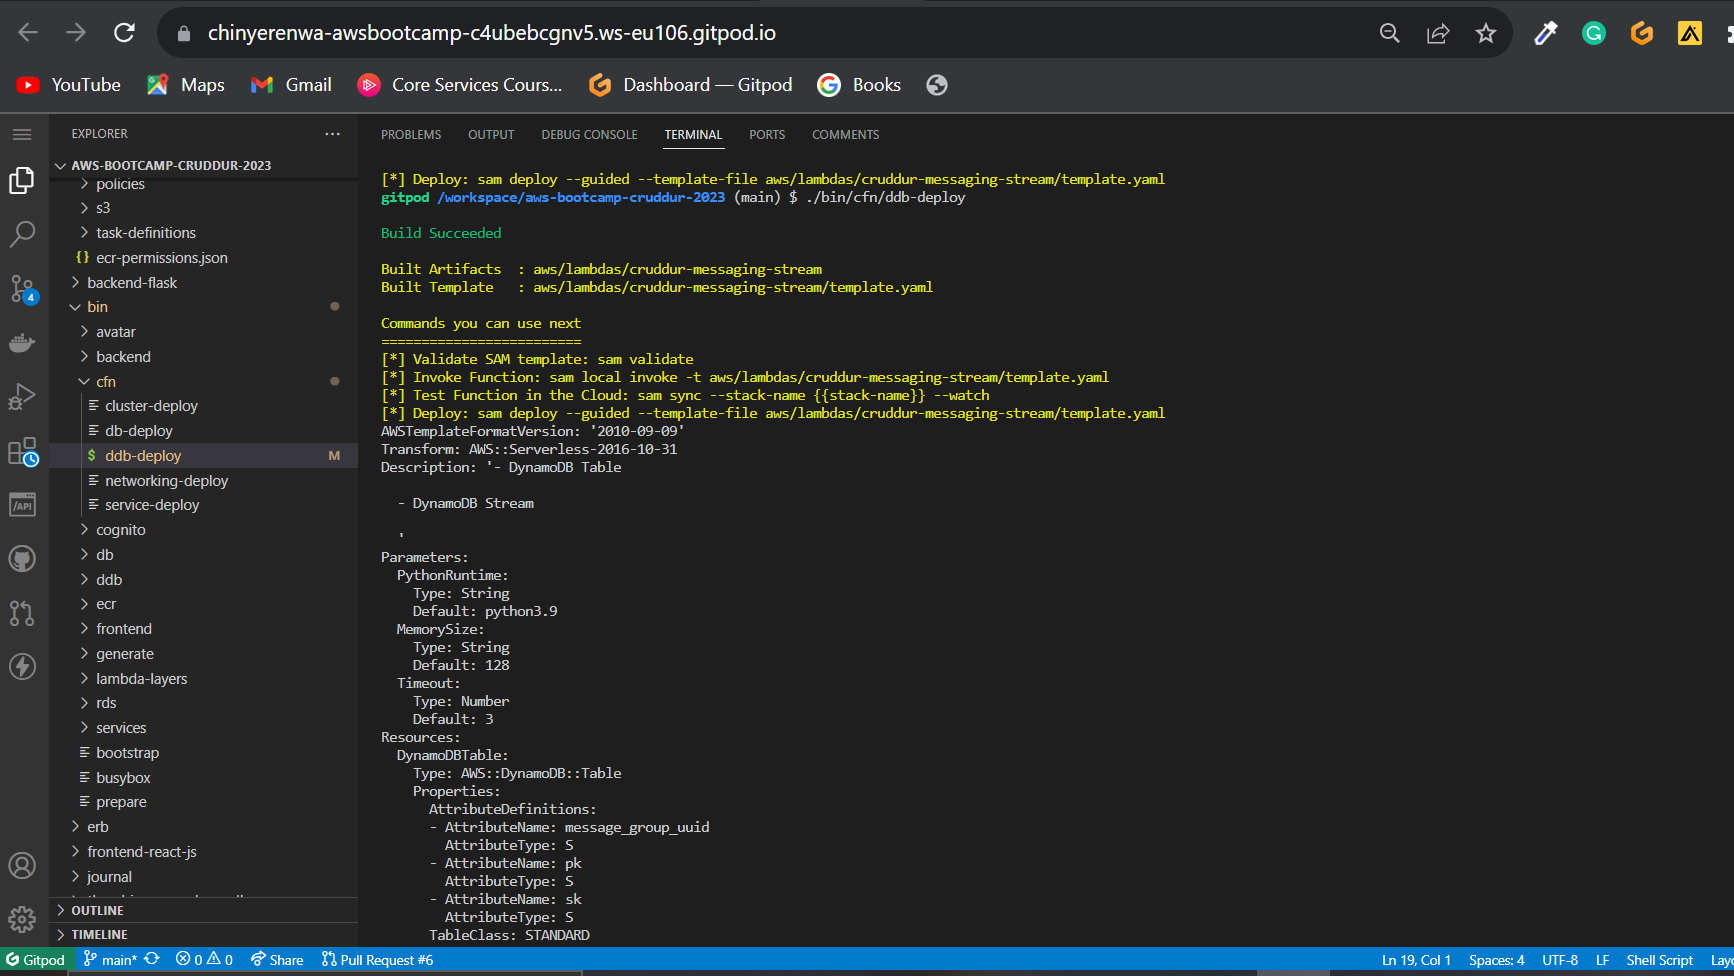 chinyerenwa-awsbootcamp-c4ubebcgnv5.ws-eu106.gitpod.io
YouTube
Maps
Gmail
Core Services Cours...
Dashboard — Gitpod
Books
EXPLORER
AWS-BOOTCAMP-CRUDDUR-2023
policies
s3
task-definitions
{} ecr-permissions.json
backend-flask
bin
avatar
backend
cfn
cluster-deploy
db-deploy
$ ddb-deploy M
networking-deploy
service-deploy
cognito
db
ddb
ecr
frontend
generate
lambda-layers
rds
services
bootstrap
busybox
prepare
erb
frontend-react-js
journal
OUTLINE
TIMELINE
4
/API
PROBLEMS
OUTPUT
DEBUG CONSOLE
TERMINAL
PORTS
COMMENTS
[*] Deploy: sam deploy --guided --template-file aws/lambdas/cruddur-messaging-stream/template.yaml
gitpod /workspace/aws-bootcamp-cruddur-2023 (main) $ ./bin/cfn/ddb-deploy
Build Succeeded
Built Artifacts  : aws/lambdas/cruddur-messaging-stream
Built Template   : aws/lambdas/cruddur-messaging-stream/template.yaml
Commands you can use next
=========================
[*] Validate SAM template: sam validate
[*] Invoke Function: sam local invoke -t aws/lambdas/cruddur-messaging-stream/template.yaml
[*] Test Function in the Cloud: sam sync --stack-name {{stack-name}} --watch
[*] Deploy: sam deploy --guided --template-file aws/lambdas/cruddur-messaging-stream/template.yaml
AWSTemplateFormatVersion: '2010-09-09'
Transform: AWS::Serverless-2016-10-31
Description: '- DynamoDB Table
- DynamoDB Stream
'
Parameters:
PythonRuntime:
Type: String
Default: python3.9
MemorySize:
Type: String
Default: 128
Timeout:
Type: Number
Default: 3
Resources:
DynamoDBTable:
Type: AWS::DynamoDB::Table
Properties:
AttributeDefinitions:
- AttributeName: message_group_uuid
AttributeType: S
- AttributeName: pk
AttributeType: S
- AttributeName: sk
AttributeType: S
TableClass: STANDARD
Gitpod
main*
0
0
Share
Pull Request #6
Ln 19, Col 1
Spaces: 4
UTF-8
LF
Shell Script